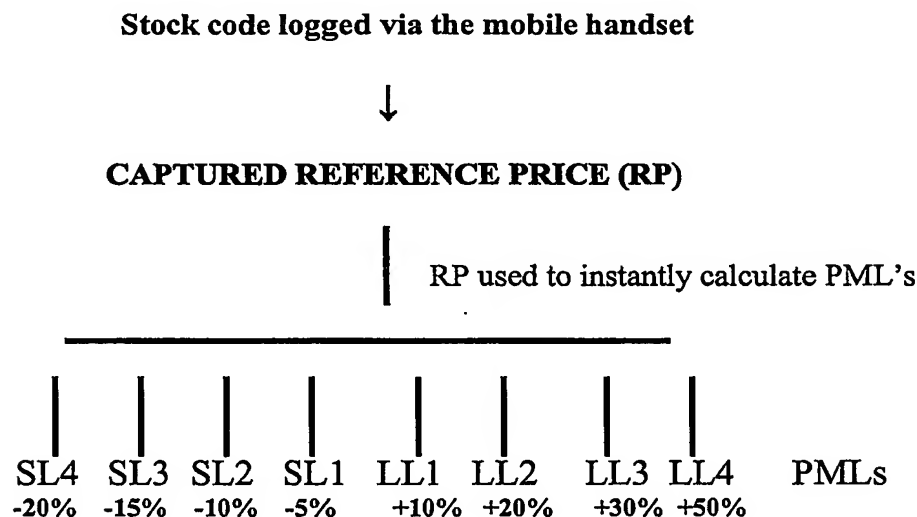 Stock code logged via the mobile handset
↓
CAPTURED REFERENCE PRICE (RP)
RP used to instantly calculate PML's
SL4 SL3 SL2 SL1 LL1 LL2 LL3 LL4 PMLs
-20% -15% -10% -5% +10% +20% +30% +50%